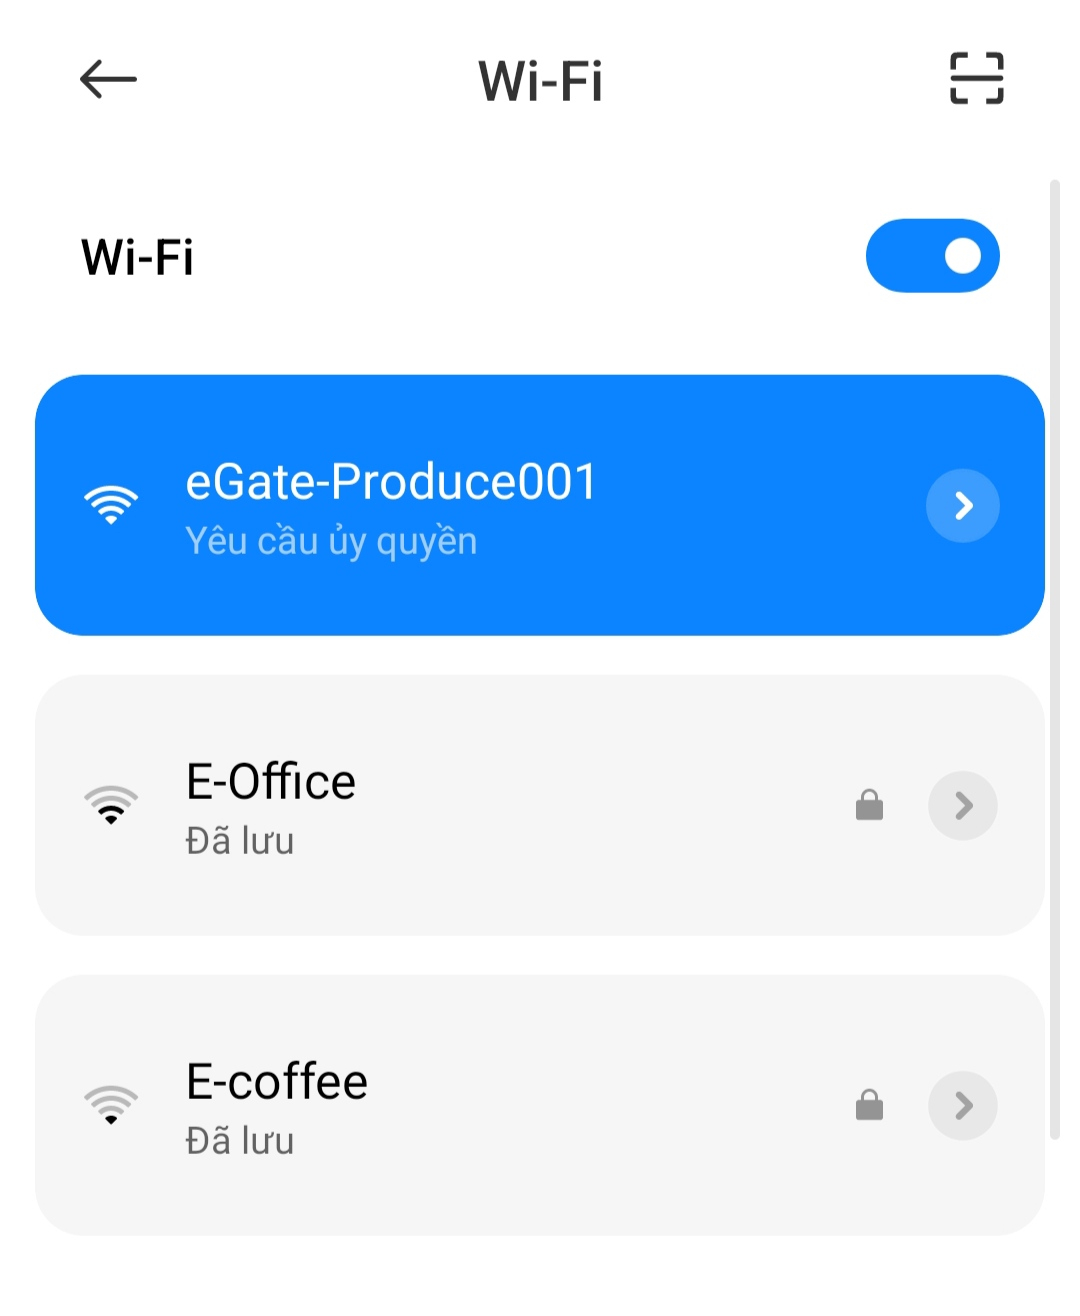 Wi-Fi
Wi-Fi
eGate-Produce001
Yêu cầu ủy quyền
E-Office
Đã lưu
E-coffee
Đã lưu